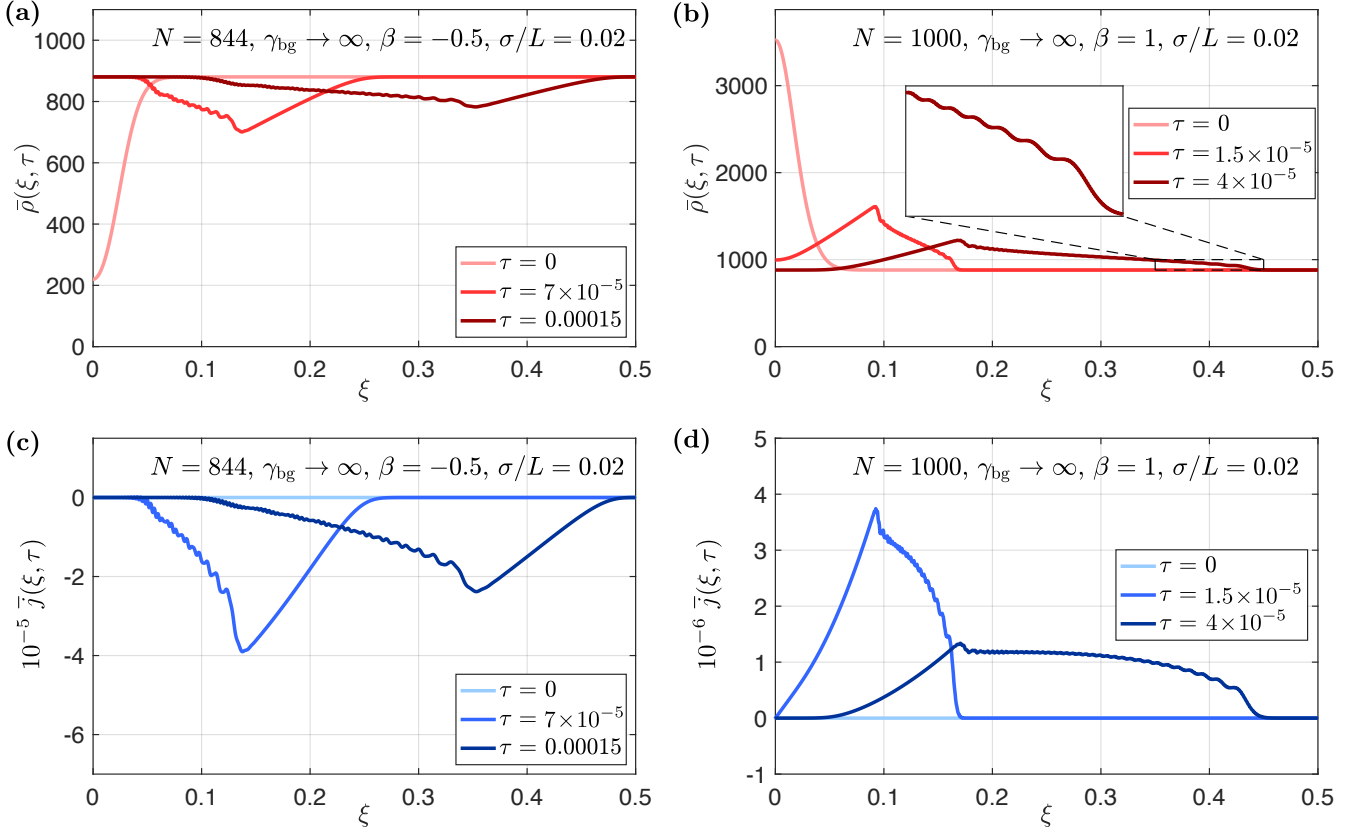 (a)
N = 844, γbg → ∞, β = −0.5, σ/L = 0.02
1000
800
600
400
200
0
ρ̄(ξ, τ)
τ = 0
τ = 7×10⁻⁵
τ = 0.00015
0 0.1 0.2 0.3 0.4 0.5
ξ
(b)
N = 1000, γbg → ∞, β = 1, σ/L = 0.02
3000
2000
1000
0
ρ̄(ξ, τ)
τ = 0
τ = 1.5×10⁻⁵
τ = 4×10⁻⁵
0 0.1 0.2 0.3 0.4 0.5
ξ
(c)
N = 844, γbg → ∞, β = −0.5, σ/L = 0.02
0
-2
-4
-6
10⁻⁵ j̄(ξ, τ)
τ = 0
τ = 7×10⁻⁵
τ = 0.00015
0 0.1 0.2 0.3 0.4 0.5
ξ
(d)
N = 1000, γbg → ∞, β = 1, σ/L = 0.02
5
4
3
2
1
0
-1
10⁻⁶ j̄(ξ, τ)
τ = 0
τ = 1.5×10⁻⁵
τ = 4×10⁻⁵
0 0.1 0.2 0.3 0.4 0.5
ξ